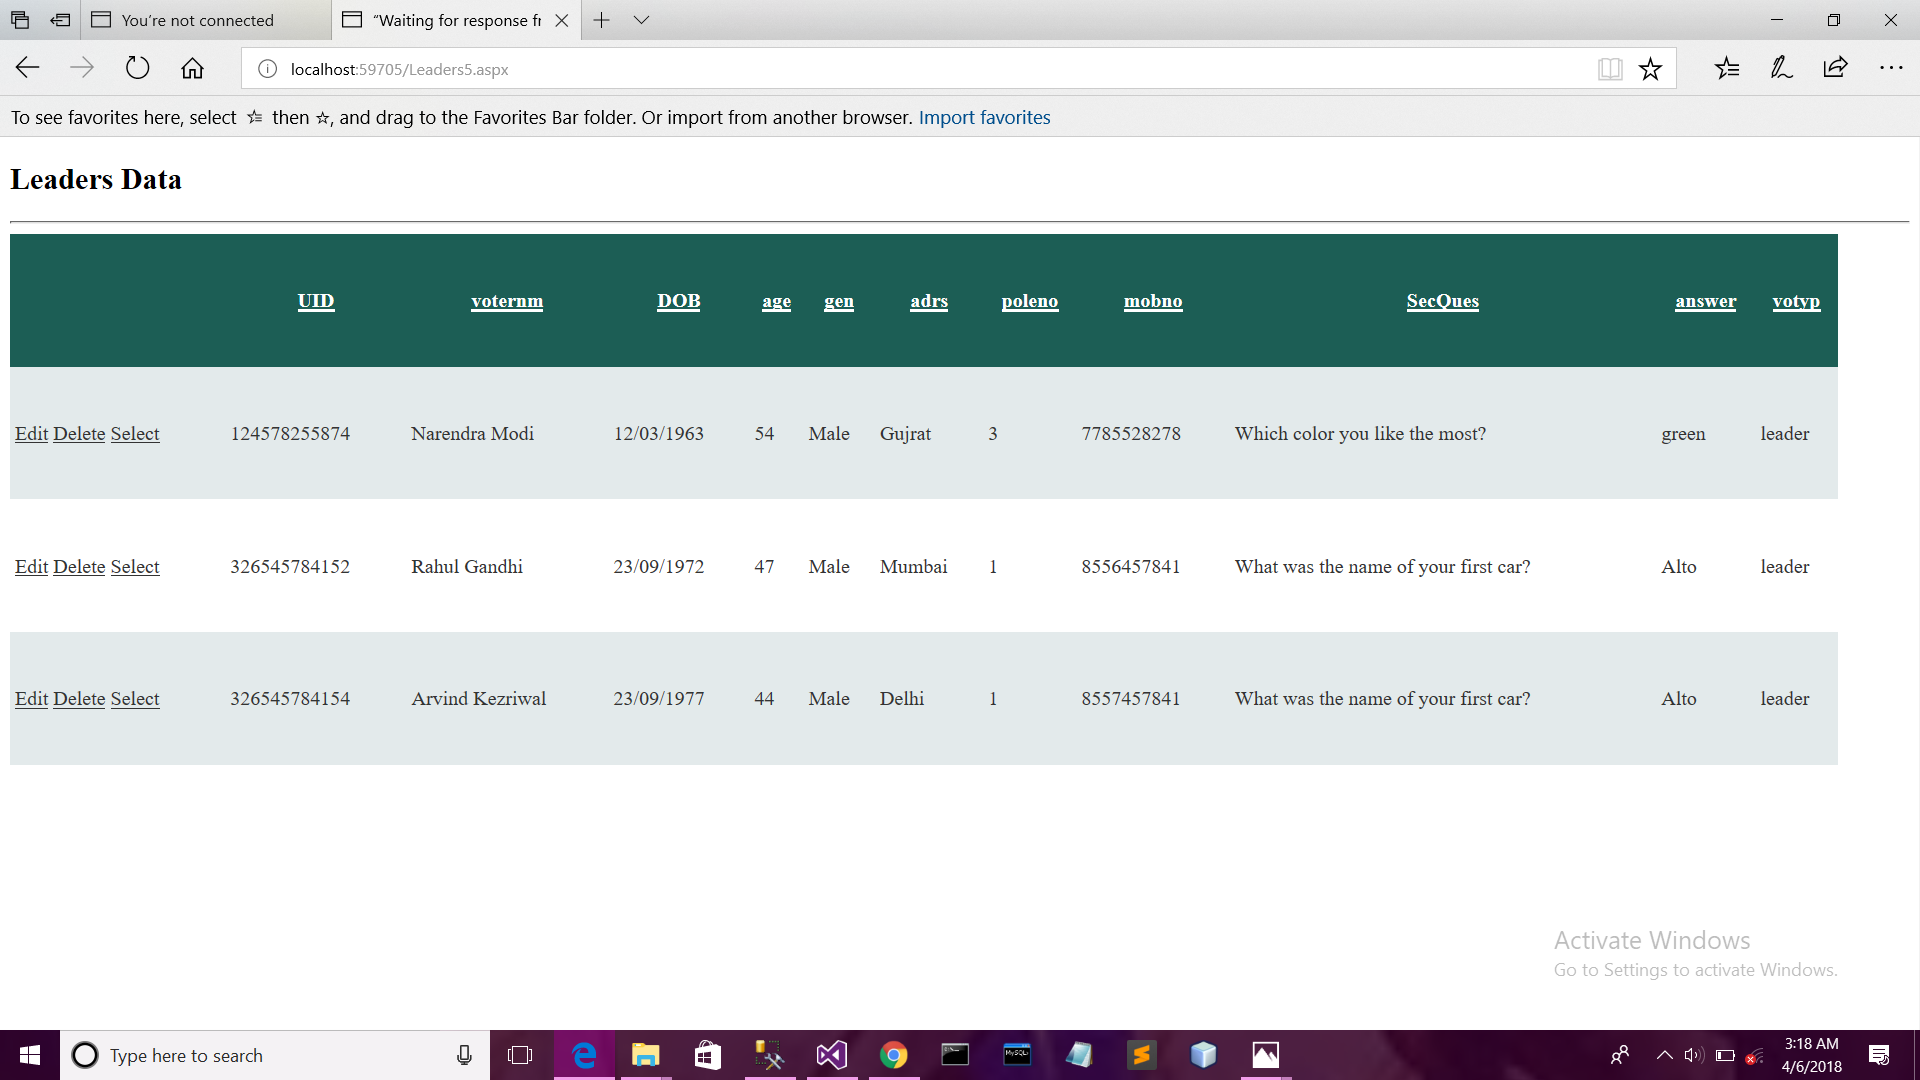 You're not connected
“Waiting for response fr
localhost:59705/Leaders5.aspx
To see favorites here, select then , and drag to the Favorites Bar folder. Or import from another browser. Import favorites
Leaders Data
UID voternm DOB age gen adrs poleno mobno SecQues answer votyp
Edit Delete Select 124578255874 Narendra Modi 12/03/1963 54 Male Gujrat 3 7785528278 Which color you like the most? green leader
Edit Delete Select 326545784152 Rahul Gandhi 23/09/1972 47 Male Mumbai 1 8556457841 What was the name of your first car? Alto leader
Edit Delete Select 326545784154 Arvind Kezriwal 23/09/1977 44 Male Delhi 1 8557457841 What was the name of your first car? Alto leader
Activate Windows
Go to Settings to activate Windows.
Type here to search
3:18 AM
4/6/2018